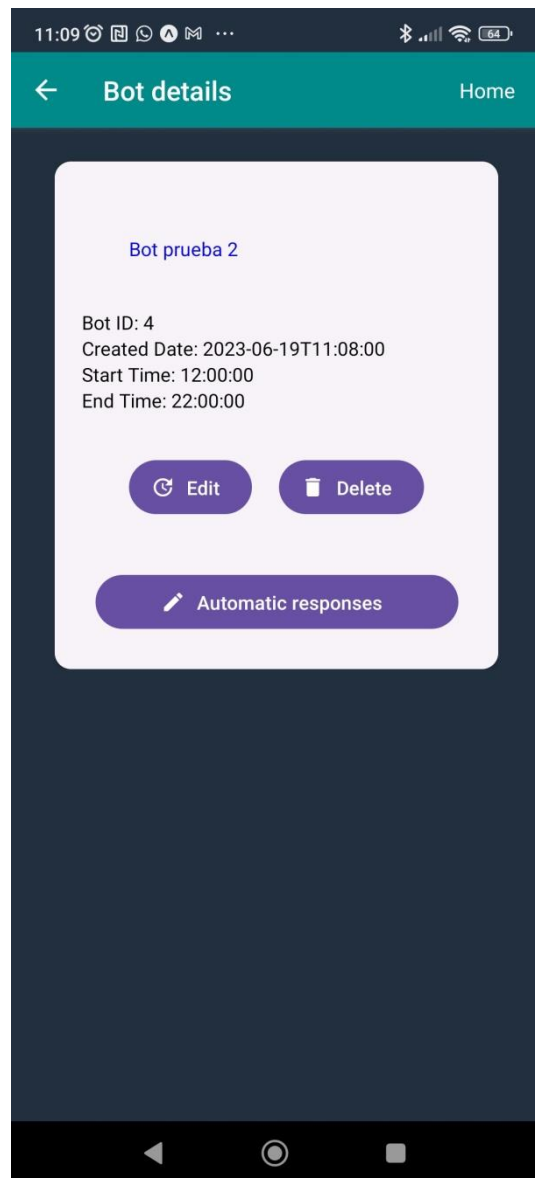 11:09 64
Bot details Home
Bot prueba 2
Bot ID: 4
Created Date: 2023-06-19T11:08:00
Start Time: 12:00:00
End Time: 22:00:00
Edit Delete
Automatic responses